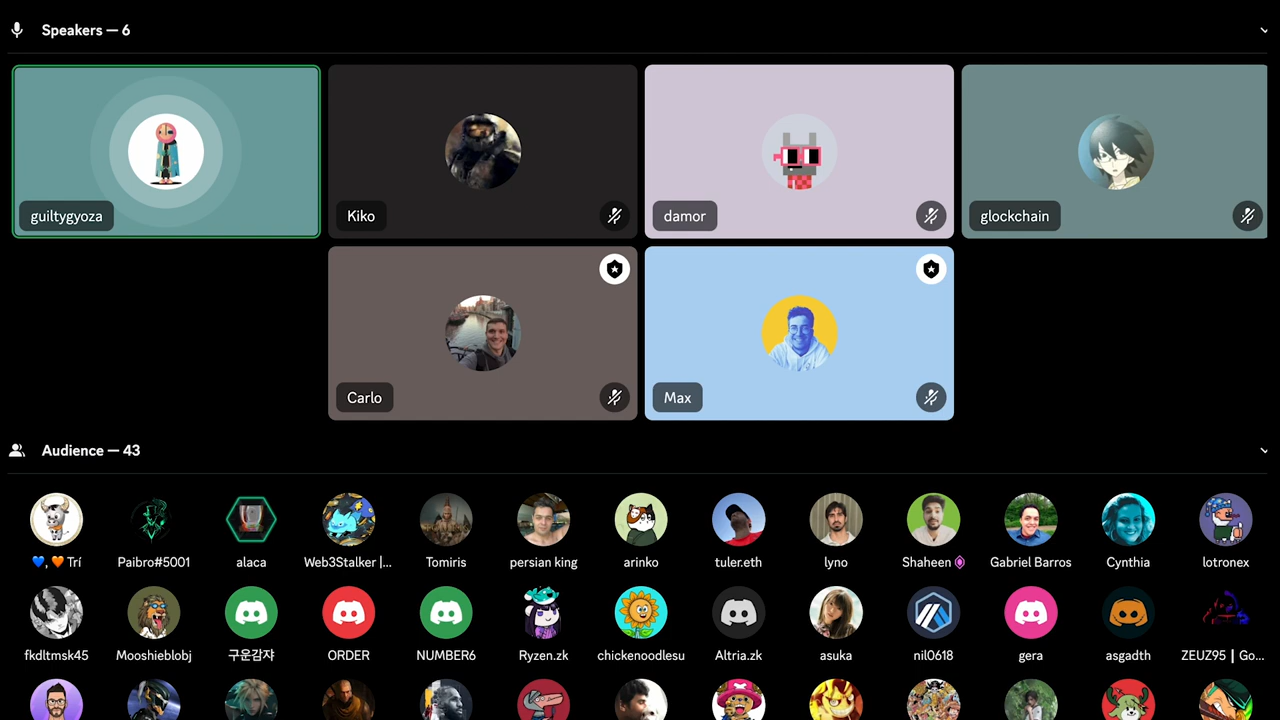 Speakers — 6
guiltygyoza
Kiko
damor
glockchain
Carlo
Max
Audience — 43
💙, 🧡 Trí
Paibro#5001
alaca
Web3Stalker |...
Tomiris
persian king
arinko
tuler.eth
lyno
Shaheen
Gabriel Barros
Cynthia
lotronex
fkdltmsk45
Mooshieblobj
구운감쟈
ORDER
NUMBER6
Ryzen.zk
chickenoodlesu
Altria.zk
asuka
nil0618
gera
asgadth
ZEUZ95 | Go...